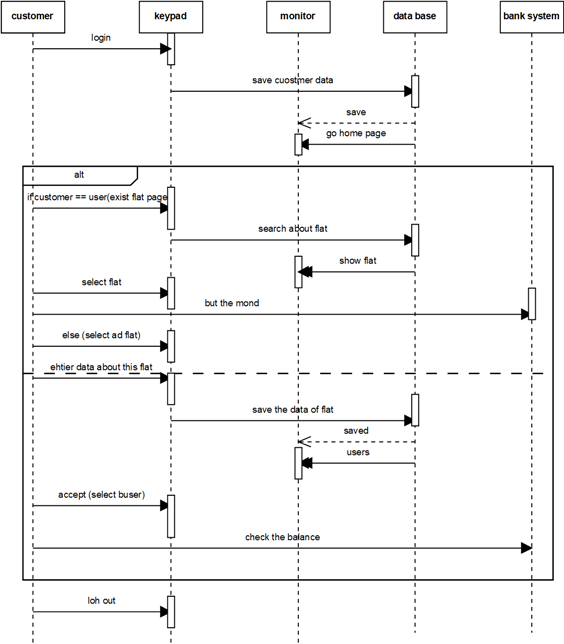 customer
keypad
monitor
data base
bank system
login
save cuostmer data
save
go home page
alt
if customer == user(exist flat page
search about flat
show flat
select flat
but the mond
else (select ad flat)
ehtier data about this flat
save the data of flat
saved
users
accept (select buser)
check the balance
loh out